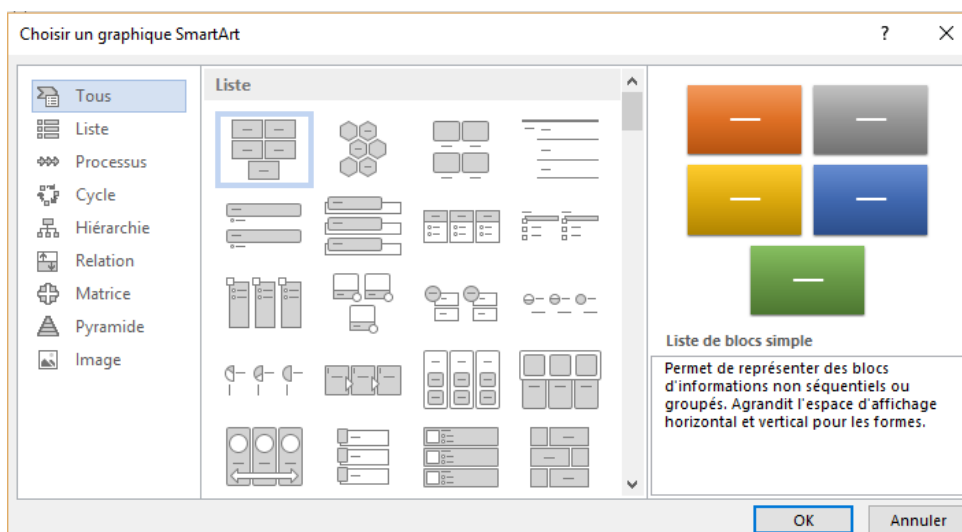 Choisir un graphique SmartArt
?
Tous
Liste
Processus
Cycle
Hiérarchie
Relation
Matrice
Pyramide
Image
Liste
Liste de blocs simple
Permet de représenter des blocs
d'informations non séquentiels ou
groupés. Agrandit l'espace d'affichage
horizontal et vertical pour les formes.
OK
Annuler